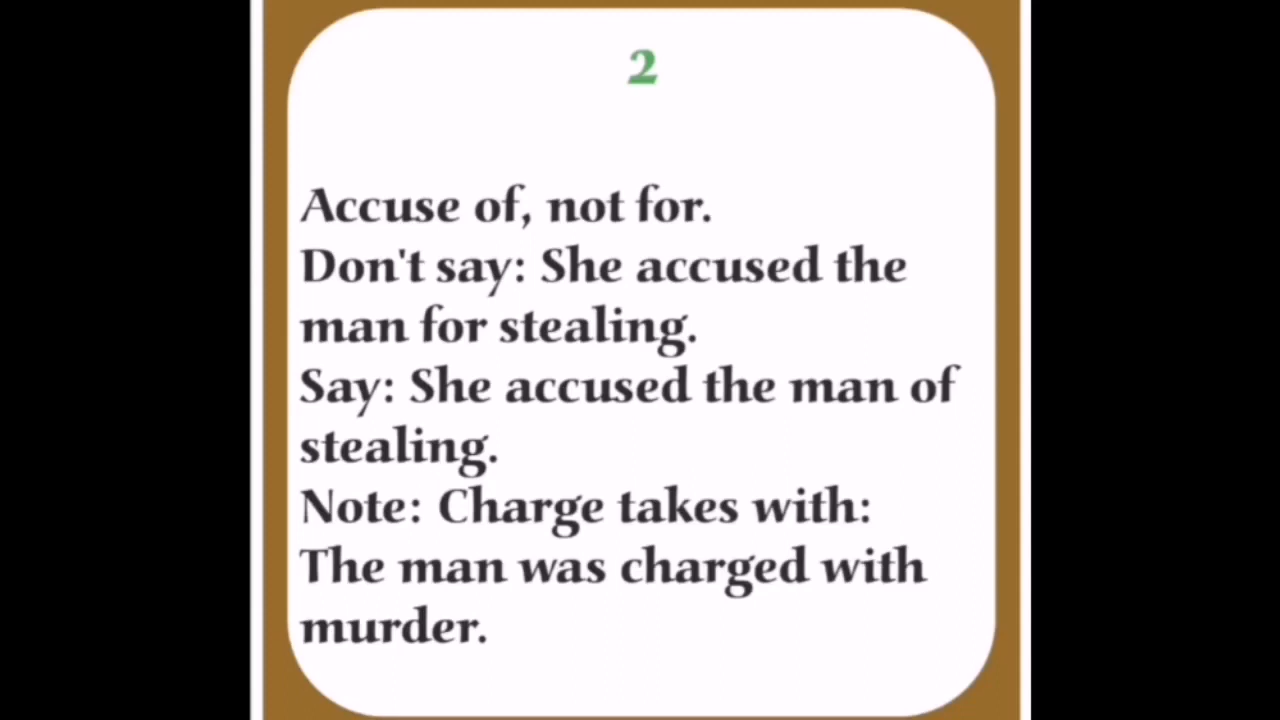 2
Accuse of, not for.
Don't say: She accused the
man for stealing.
Say: She accused the man of
stealing.
Note: Charge takes with:
The man was charged with
murder.